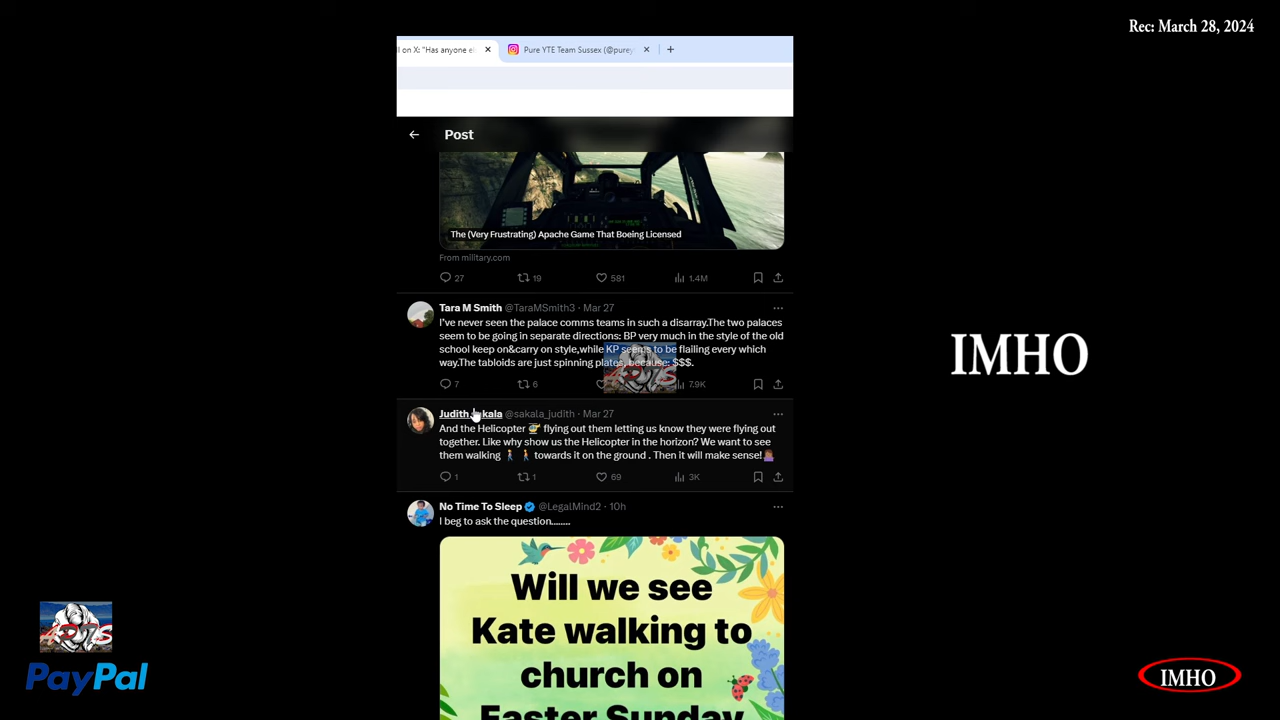 Rec: March 28, 2024
l on X: "Has anyone e
Pure YTE Team Sussex (@purey
Post
The (Very Frustrating) Apache Game That Boeing Licensed
From military.com
27 19 581 1.4M
Tara M Smith @TaraMSmith3 · Mar 27
I've never seen the palace comms teams in such a disarray.The two palaces
seem to be going in separate directions: BP very much in the style of the old
school keep on&carry on style,while KP seems to be flailing every which
way.The tabloids are just spinning plates, because: $$$.
7 6 7.9K
IMHO
Judith sakala @sakala_judith · Mar 27
And the Helicopter 🚁 flying out them letting us know they were flying out
together. Like why show us the Helicopter in the horizon? We want to see
them walking 🚶 🚶 towards it on the ground . Then it will make sense!
1 1 69 3K
No Time To Sleep @LegalMind2 · 10h
I beg to ask the question........
Will we see
Kate walking to
church on
Easter Sunday
PayPal
IMHO